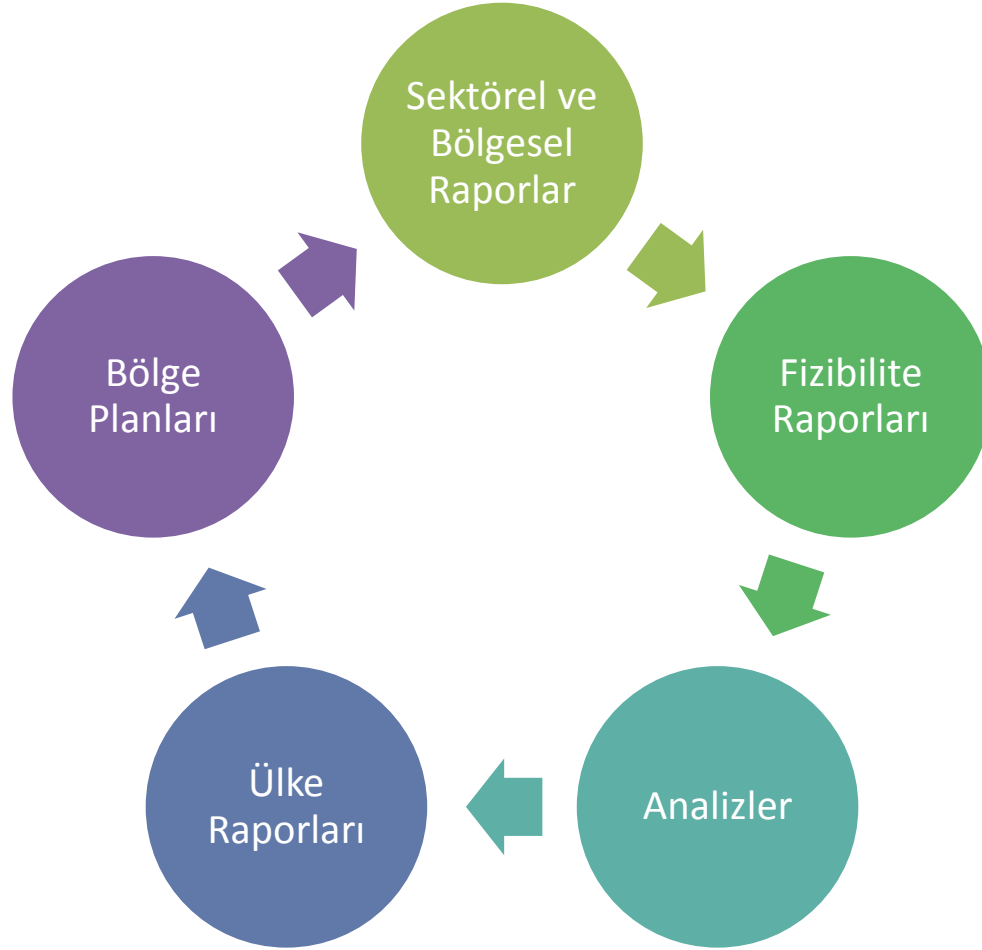 Sektörel ve
Bölgesel
Raporlar
Fizibilite
Raporları
Analizler
Ülke
Raporları
Bölge
Planları